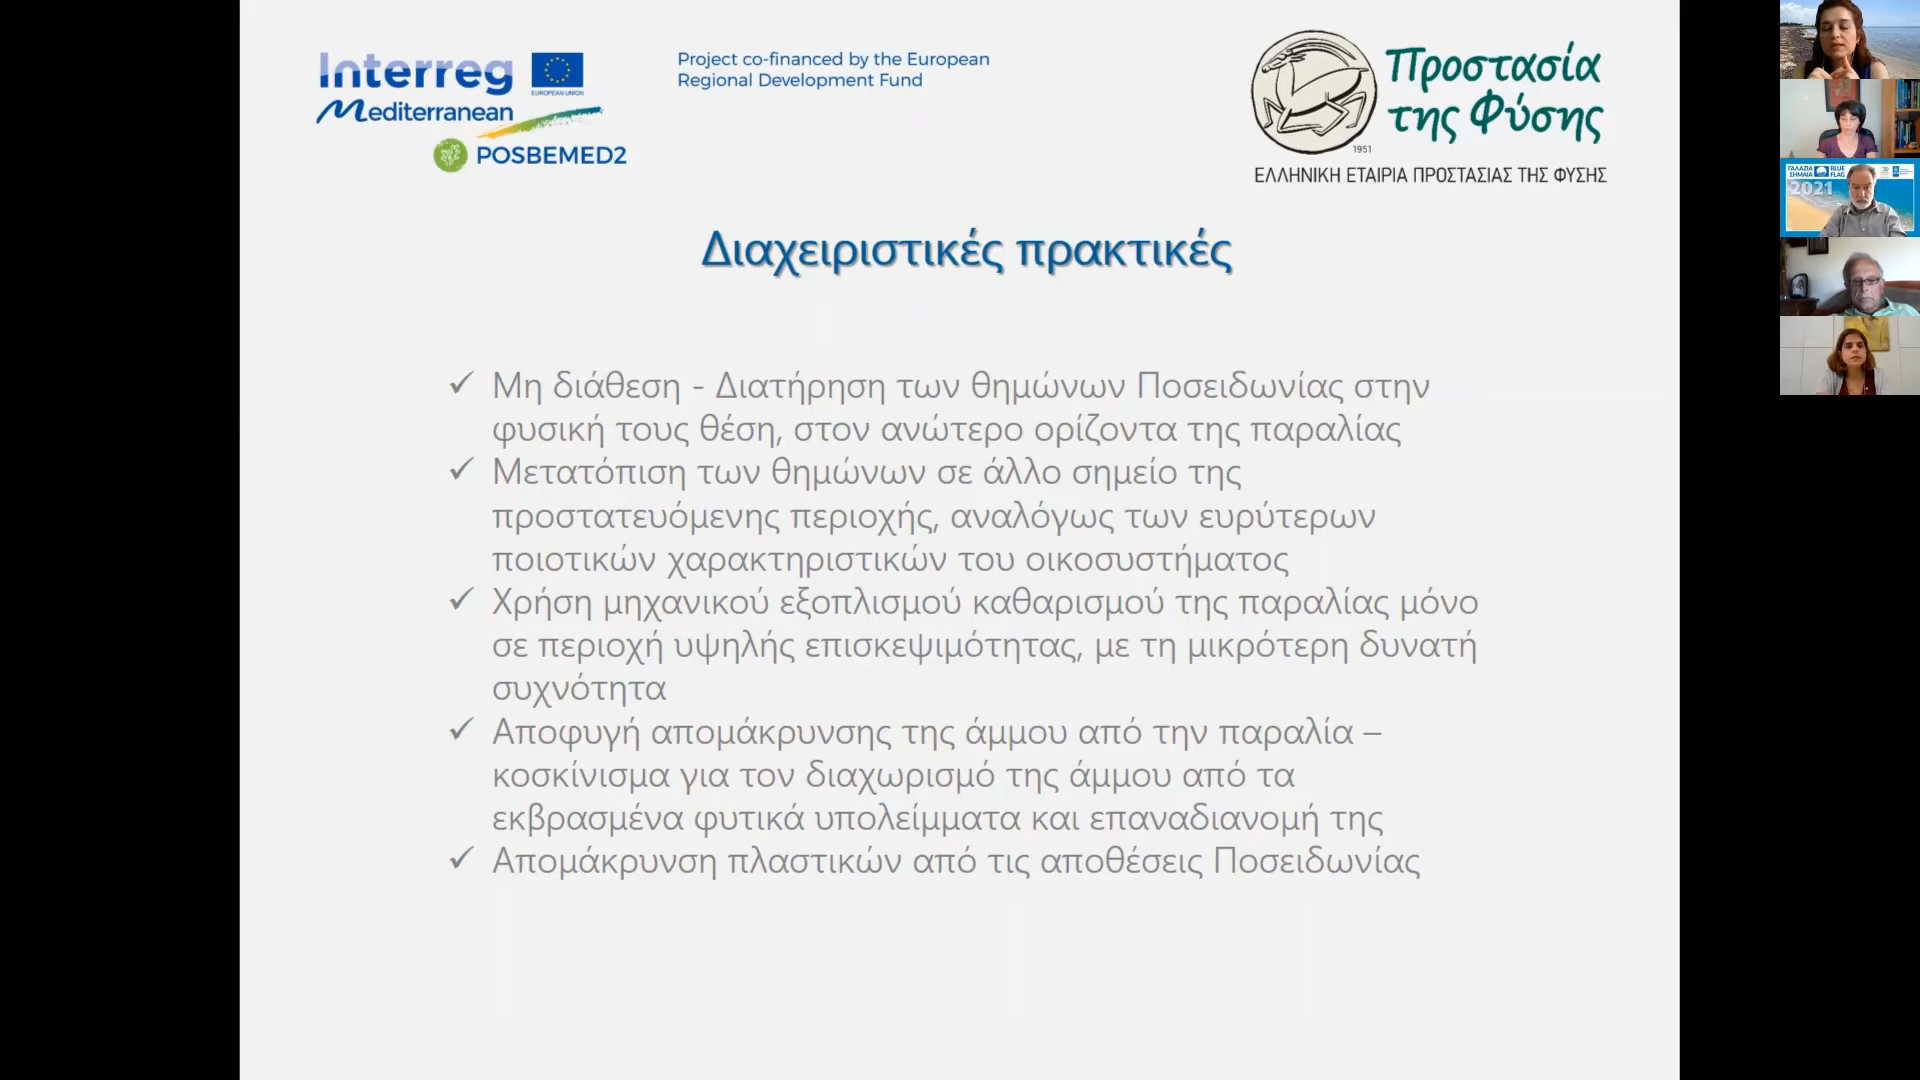 Interreg
EUROPEAN UNION
Mediterranean
POSBEMED2
Project co-financed by the European
Regional Development Fund
Προστασία
της Φύσης
1951
ΕΛΛΗΝΙΚΗ ΕΤΑΙΡΙΑ ΠΡΟΣΤΑΣΙΑΣ ΤΗΣ ΦΥΣΗΣ
Διαχειριστικές πρακτικές
✓ Μη διάθεση - Διατήρηση των θημώνων Ποσειδωνίας στην
φυσική τους θέση, στον ανώτερο ορίζοντα της παραλίας
✓ Μετατόπιση των θημώνων σε άλλο σημείο της
προστατευόμενης περιοχής, αναλόγως των ευρύτερων
ποιοτικών χαρακτηριστικών του οικοσυστήματος
✓ Χρήση μηχανικού εξοπλισμού καθαρισμού της παραλίας μόνο
σε περιοχή υψηλής επισκεψιμότητας, με τη μικρότερη δυνατή
συχνότητα
✓ Αποφυγή απομάκρυνσης της άμμου από την παραλία –
κοσκίνισμα για τον διαχωρισμό της άμμου από τα
εκβρασμένα φυτικά υπολείμματα και επαναδιανομή της
✓ Απομάκρυνση πλαστικών από τις αποθέσεις Ποσειδωνίας
ΓΑΛΑΖΙΑ
ΣΗΜΑΙΑ
BLUE
FLAG
2021